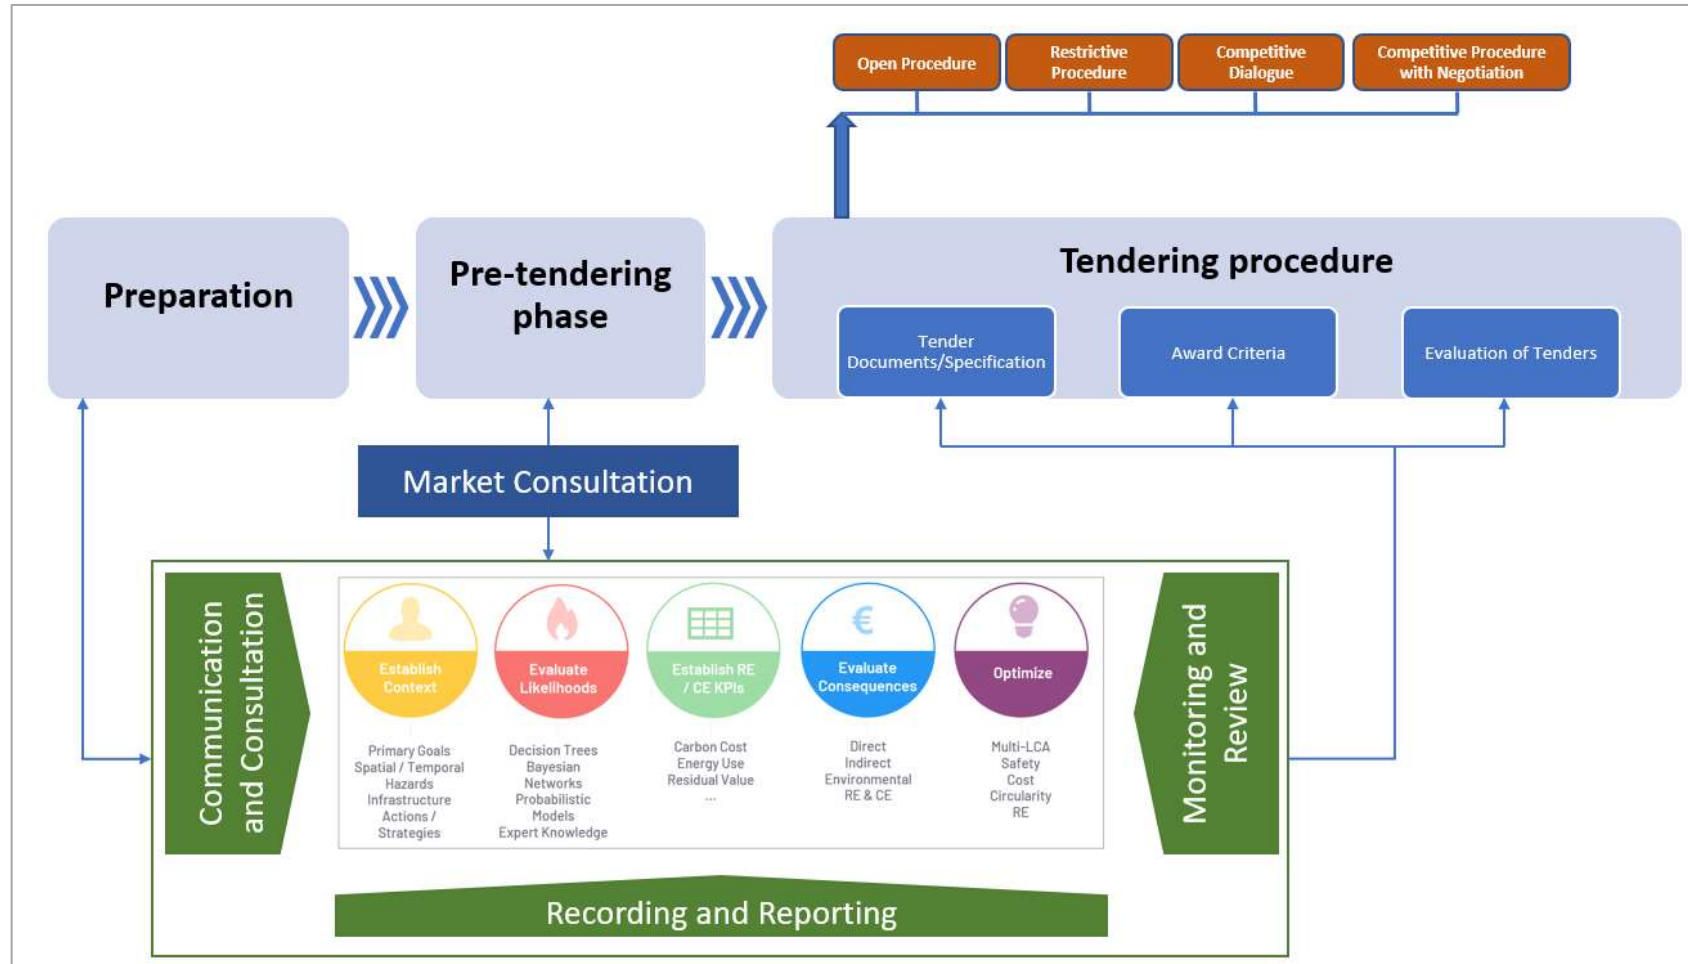 Open Procedure
Restrictive
Procedure
Competitive
Dialogue
Competitive Procedure
with Negotiation
Preparation
Pre-tendering
phase
Tendering procedure
Tender
Documents/Specification
Award Criteria
Evaluation of Tenders
Market Consultation
Communication
and Consultation
Establish
Context
Primary Goals
Spatial / Temporal
Hazards
Infrastructure
Actions /
Strategies
Evaluate
Likelihoods
Decision Trees
Bayesian
Networks
Probabilistic
Models
Expert Knowledge
Establish RE
/ CE KPIs
Carbon Cost
Energy Use
Residual Value
...
€
Evaluate
Consequences
Direct
Indirect
Environmental
RE & CE
Optimize
Multi-LCA
Safety
Cost
Circularity
RE
Monitoring and
Review
Recording and Reporting